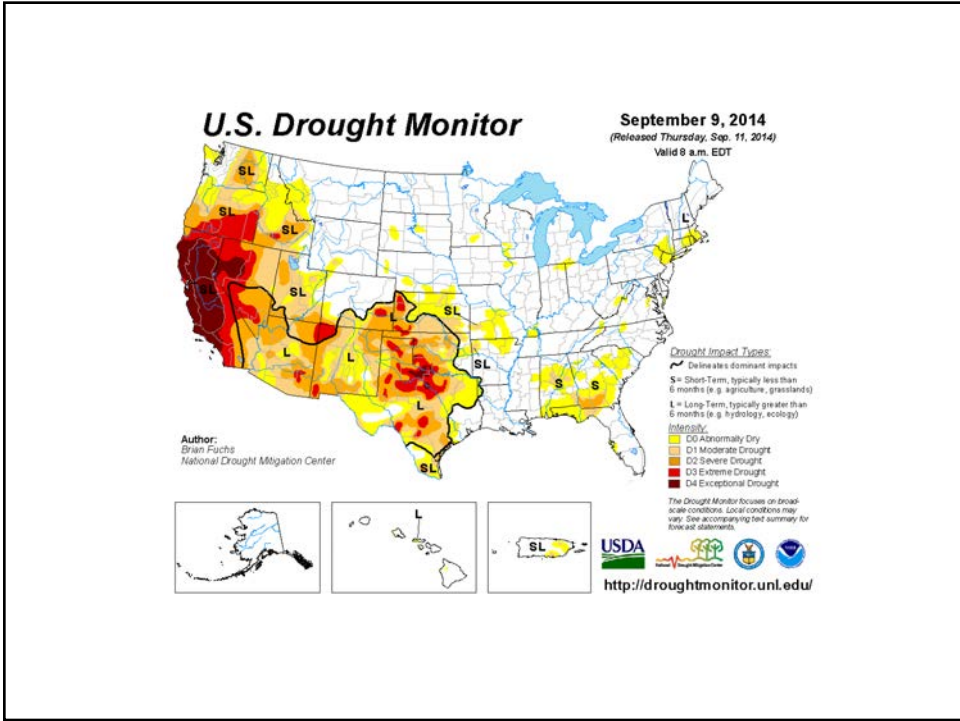 U.S. Drought Monitor
September 9, 2014
(Released Thursday, Sep. 11, 2014)
Valid 8 a.m. EDT
SL
SL
SL
L
SL
SL
L
SL
L
L
SL
S
S
L
SL
Drought Impact Types:
Delineates dominant impacts
S = Short-Term, typically less than
6 months (e.g. agriculture, grasslands)
L = Long-Term, typically greater than
6 months (e.g. hydrology, ecology)
Intensity:
D0 Abnormally Dry
D1 Moderate Drought
D2 Severe Drought
D3 Extreme Drought
D4 Exceptional Drought
Author:
Brian Fuchs
National Drought Mitigation Center
The Drought Monitor focuses on broad-
scale conditions. Local conditions may
vary. See accompanying text summary for
forecast statements.
L
SL
USDA
National Drought Mitigation Center
http://droughtmonitor.unl.edu/